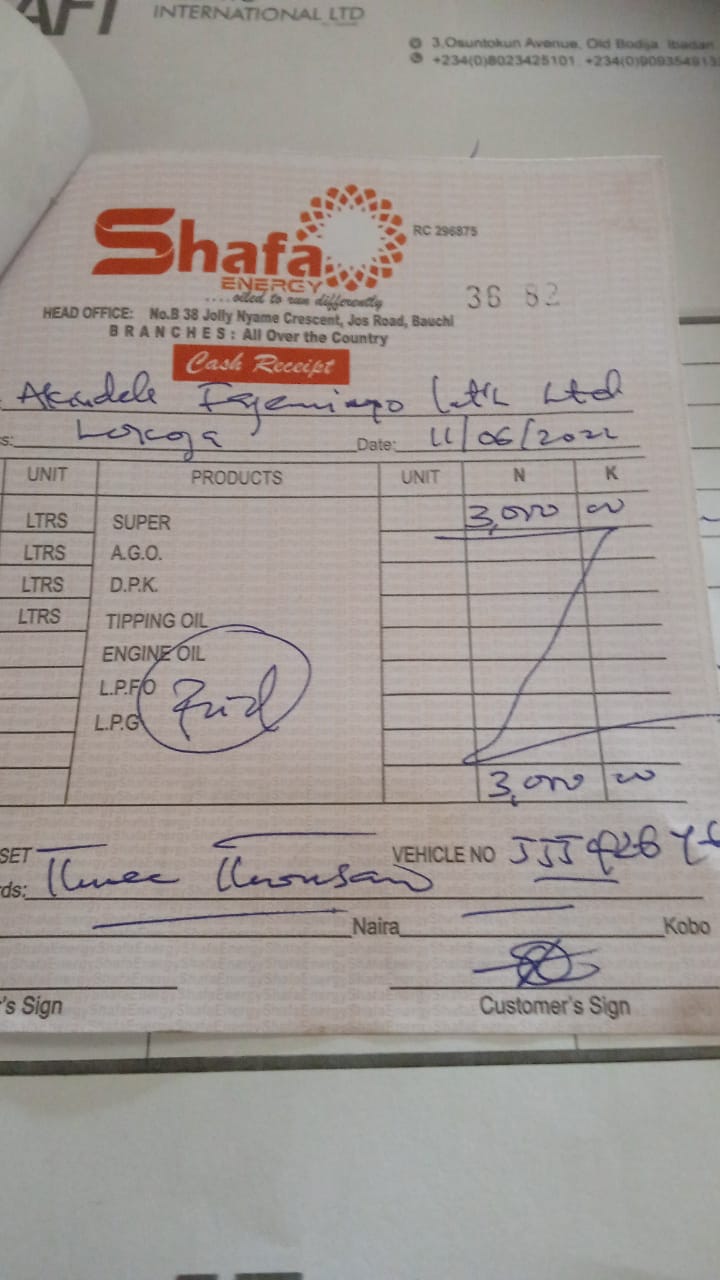 AFI
INTERNATIONAL LTD
3, Osuntokun Avenue, Old Bodija, Ibadan
+234(0)8023425101, +234(0)909354913
Shafa
RC 296875
ENERGY
....oiled to run differently
36 82
HEAD OFFICE: No.B 38 Jolly Nyame Crescent, Jos Road, Bauchi
BRANCHES: All Over the Country
Cash Receipt
Akindele Fayemiwo Int'l Ltd
s: Lokoja Date: 11/06/2022
UNIT PRODUCTS UNIT N K
LTRS SUPER 3,000 00
LTRS A.G.O.
LTRS D.P.K.
LTRS TIPPING OIL
ENGINE OIL
L.P.F.O
L.P.G
Paid
3,000 00
SET VEHICLE NO JJJ 426 Y
rds: Three thousand
Naira Kobo
's Sign Customer's Sign